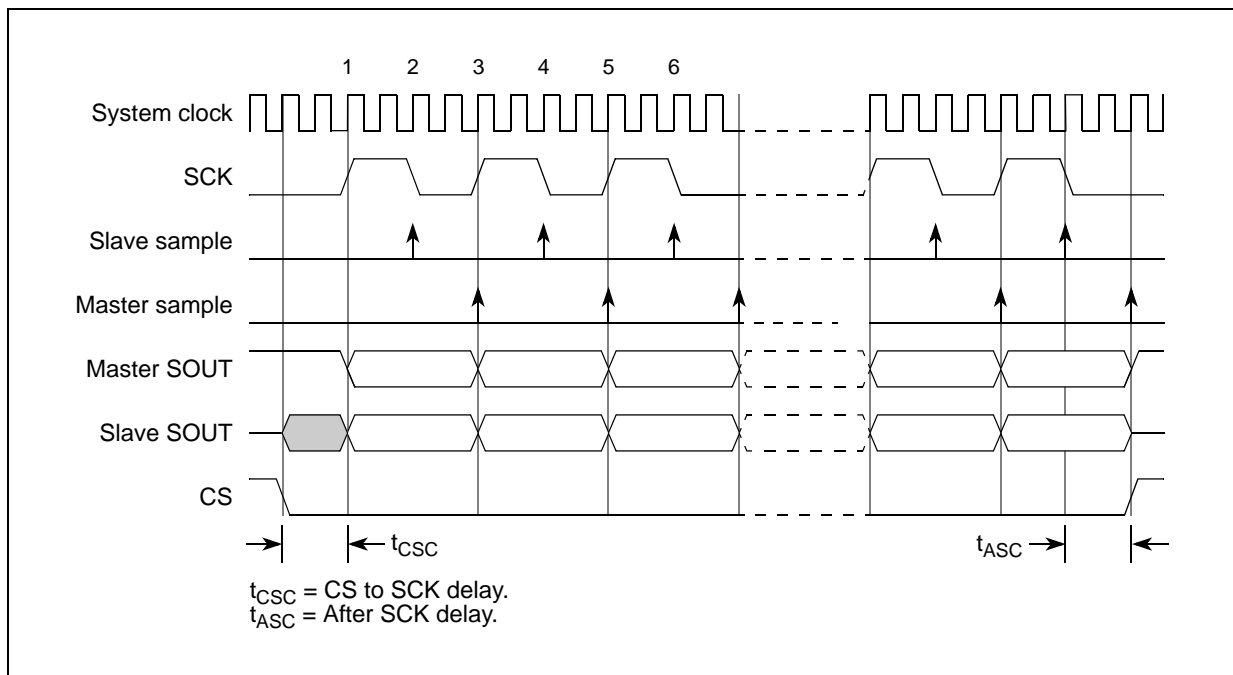 1 2 3 4 5 6
System clock
SCK
Slave sample
Master sample
Master SOUT
Slave SOUT
CS
tCSC tASC
tCSC = CS to SCK delay.
tASC = After SCK delay.